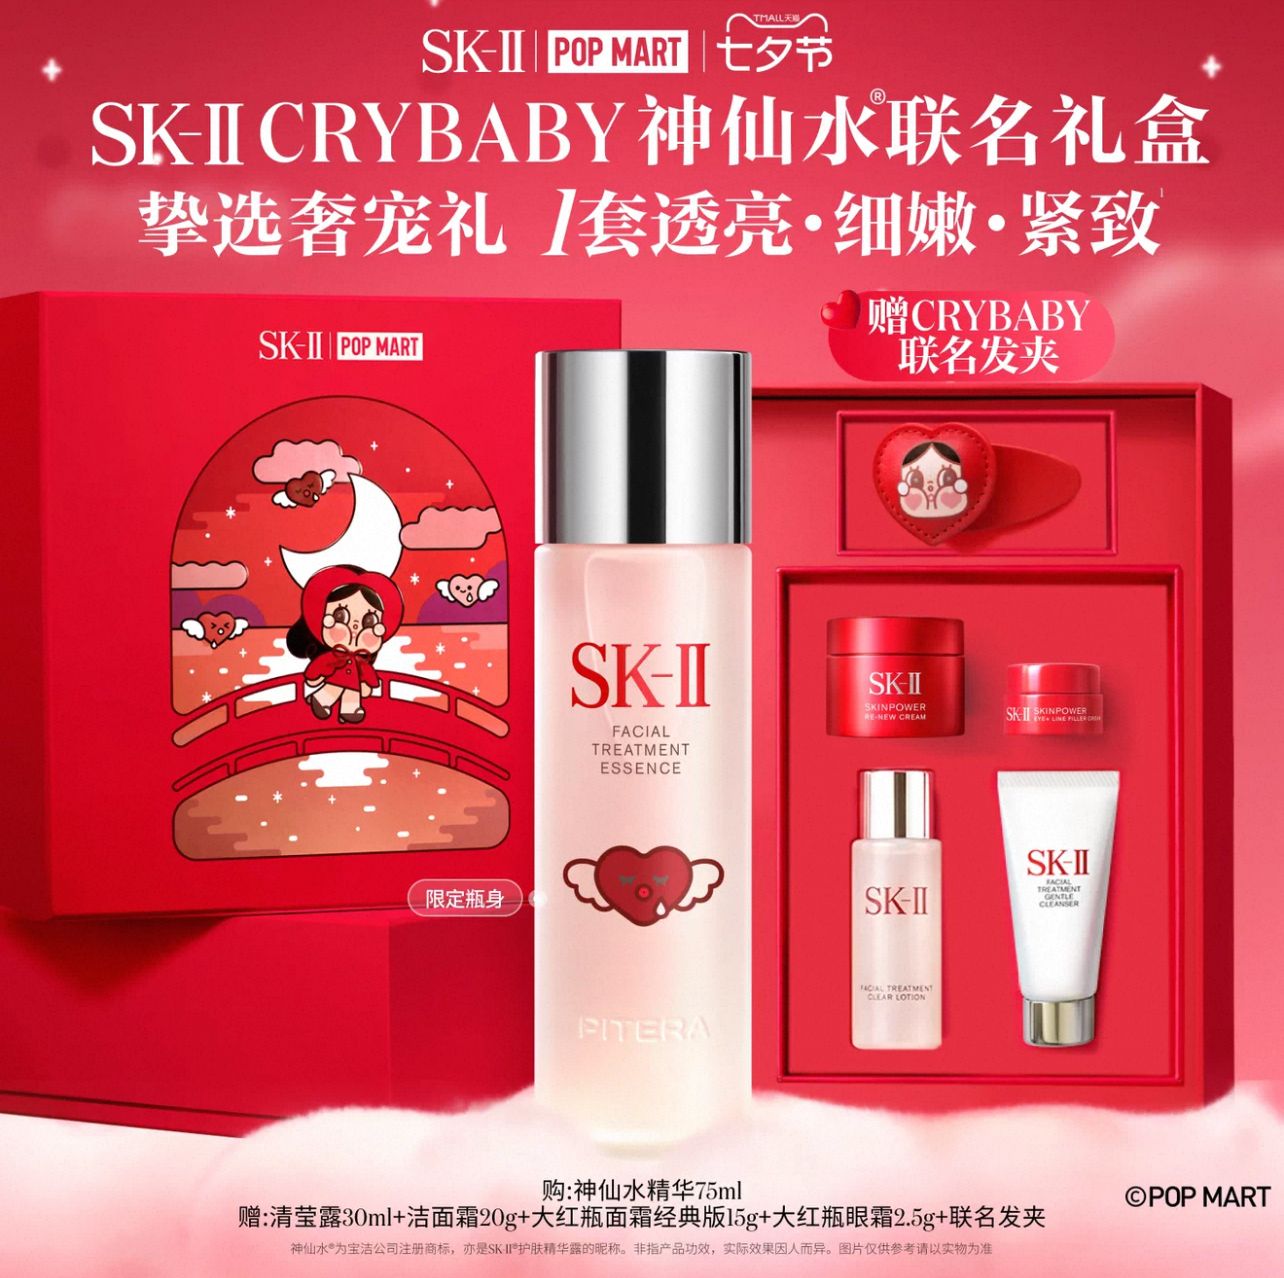 SK-II | POP MART | TMALL天猫 七夕节
SK-II CRYBABY 神仙水®联名礼盒
挚选奢宠礼 1套透亮·细嫩·紧致¹
SK-II | POP MART
赠CRYBABY
联名发夹
SK-II
FACIAL
TREATMENT
ESSENCE
限定瓶身
PITERA
SK-II
SKINPOWER
RE-NEW CREAM
SK-II SKINPOWER
EYE+ LINE FILLER CREAM
SK-II
FACIAL TREATMENT
CLEAR LOTION
SK-II
FACIAL
TREATMENT
GENTLE
CLEANSER
购:神仙水精华75ml
赠:清莹露30ml+洁面霜20g+大红瓶面霜经典版15g+大红瓶眼霜2.5g+联名发夹
神仙水®为宝洁公司注册商标，亦是SK-II®护肤精华露的昵称。非指产品功效，实际效果因人而异。图片仅供参考请以实物为准
©POP MART